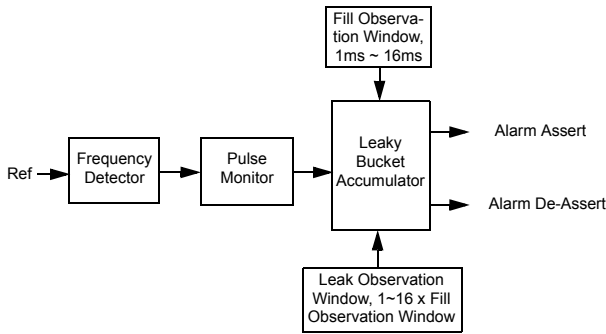 Fill Observa-
tion Window,
1ms ~ 16ms
Ref
Frequency
Detector
Pulse
Monitor
Leaky
Bucket
Accumulator
Alarm Assert
Alarm De-Assert
Leak Observation
Window, 1~16 x Fill
Observation Window